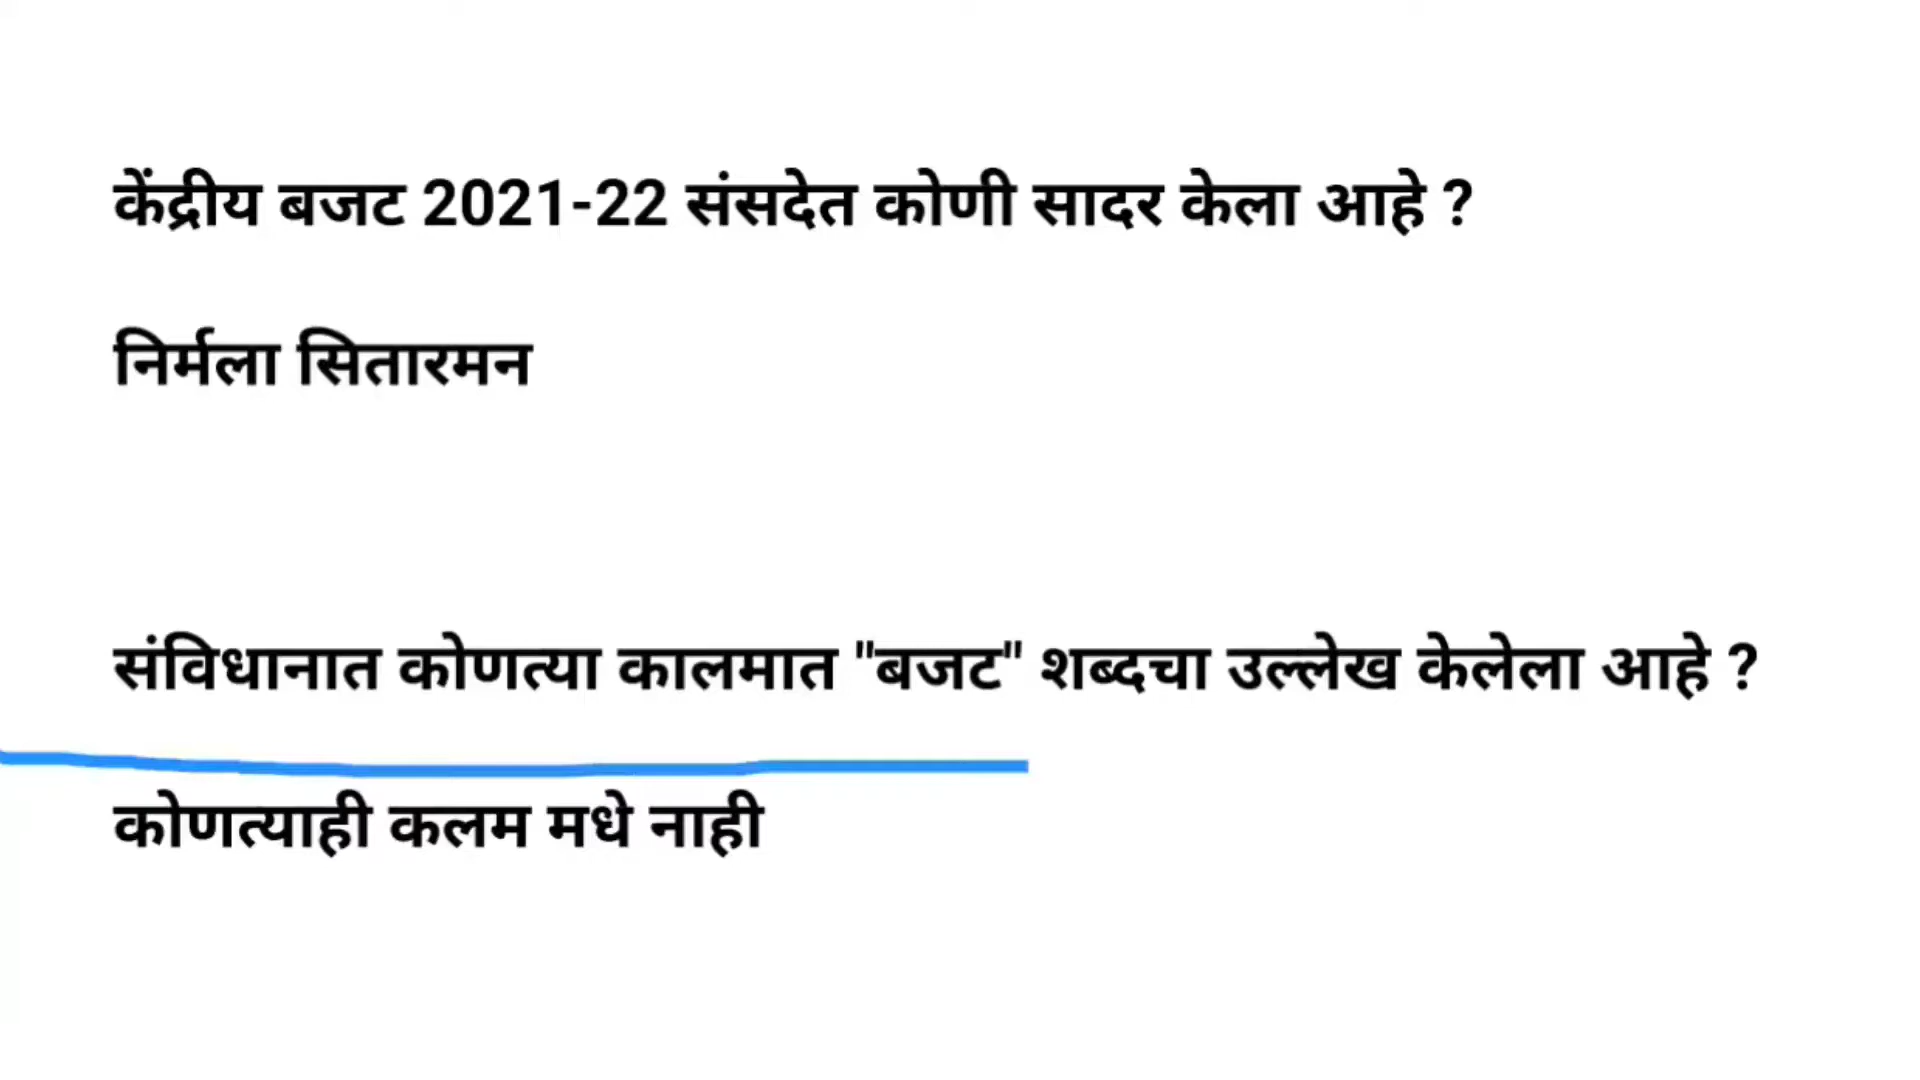 केंद्रीय बजट 2021-22 संसदेत कोणी सादर केला आहे ?
निर्मला सितारमन
संविधानात कोणत्या कालमात "बजट" शब्दचा उल्लेख केलेला आहे ?
कोणत्याही कलम मधे नाही